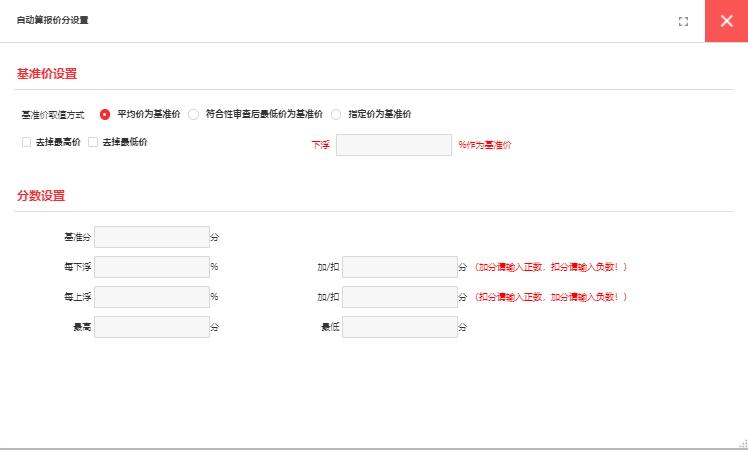 自动算报价分设置
基准价设置
基准价取值方式 平均价为基准价 符合性审查后最低价为基准价 指定价为基准价
去掉最高价 去掉最低价 下浮 %作为基准价
分数设置
基准分 分
每下浮 % 加/扣 分 （加分请输入正数，扣分请输入负数！）
每上浮 % 加/扣 分 （扣分请输入正数，加分请输入负数！）
最高 分 最低 分